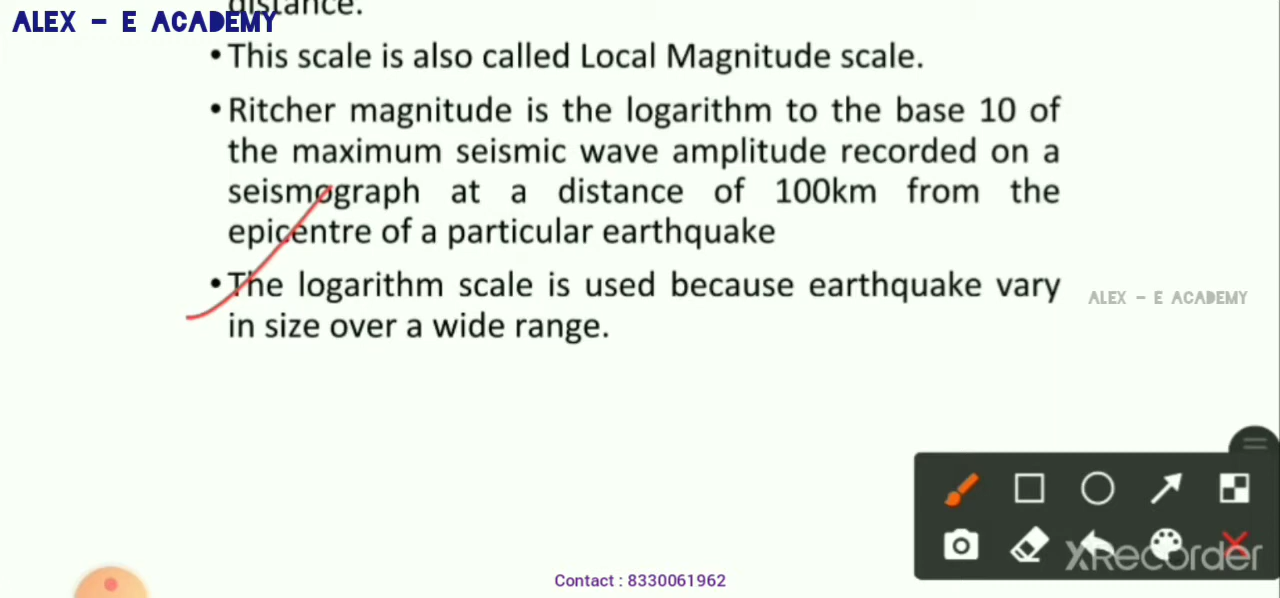 distance.
ALEX - E ACADEMY
• This scale is also called Local Magnitude scale.
• Ritcher magnitude is the logarithm to the base 10 of
the maximum seismic wave amplitude recorded on a
seismograph at a distance of 100km from the
epicentre of a particular earthquake
• The logarithm scale is used because earthquake vary
in size over a wide range.
ALEX - E ACADEMY
XRecorder
Contact : 8330061962